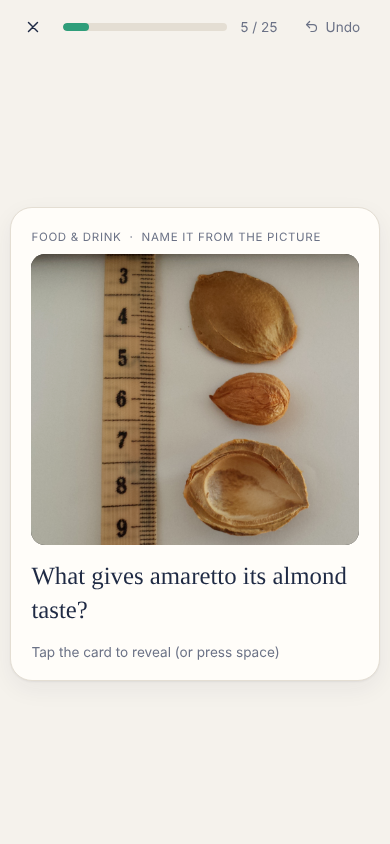 5 / 25
Undo
FOOD & DRINK · NAME IT FROM THE PICTURE
3
4
5
6
7
8
9
What gives amaretto its almond
taste?
Tap the card to reveal (or press space)